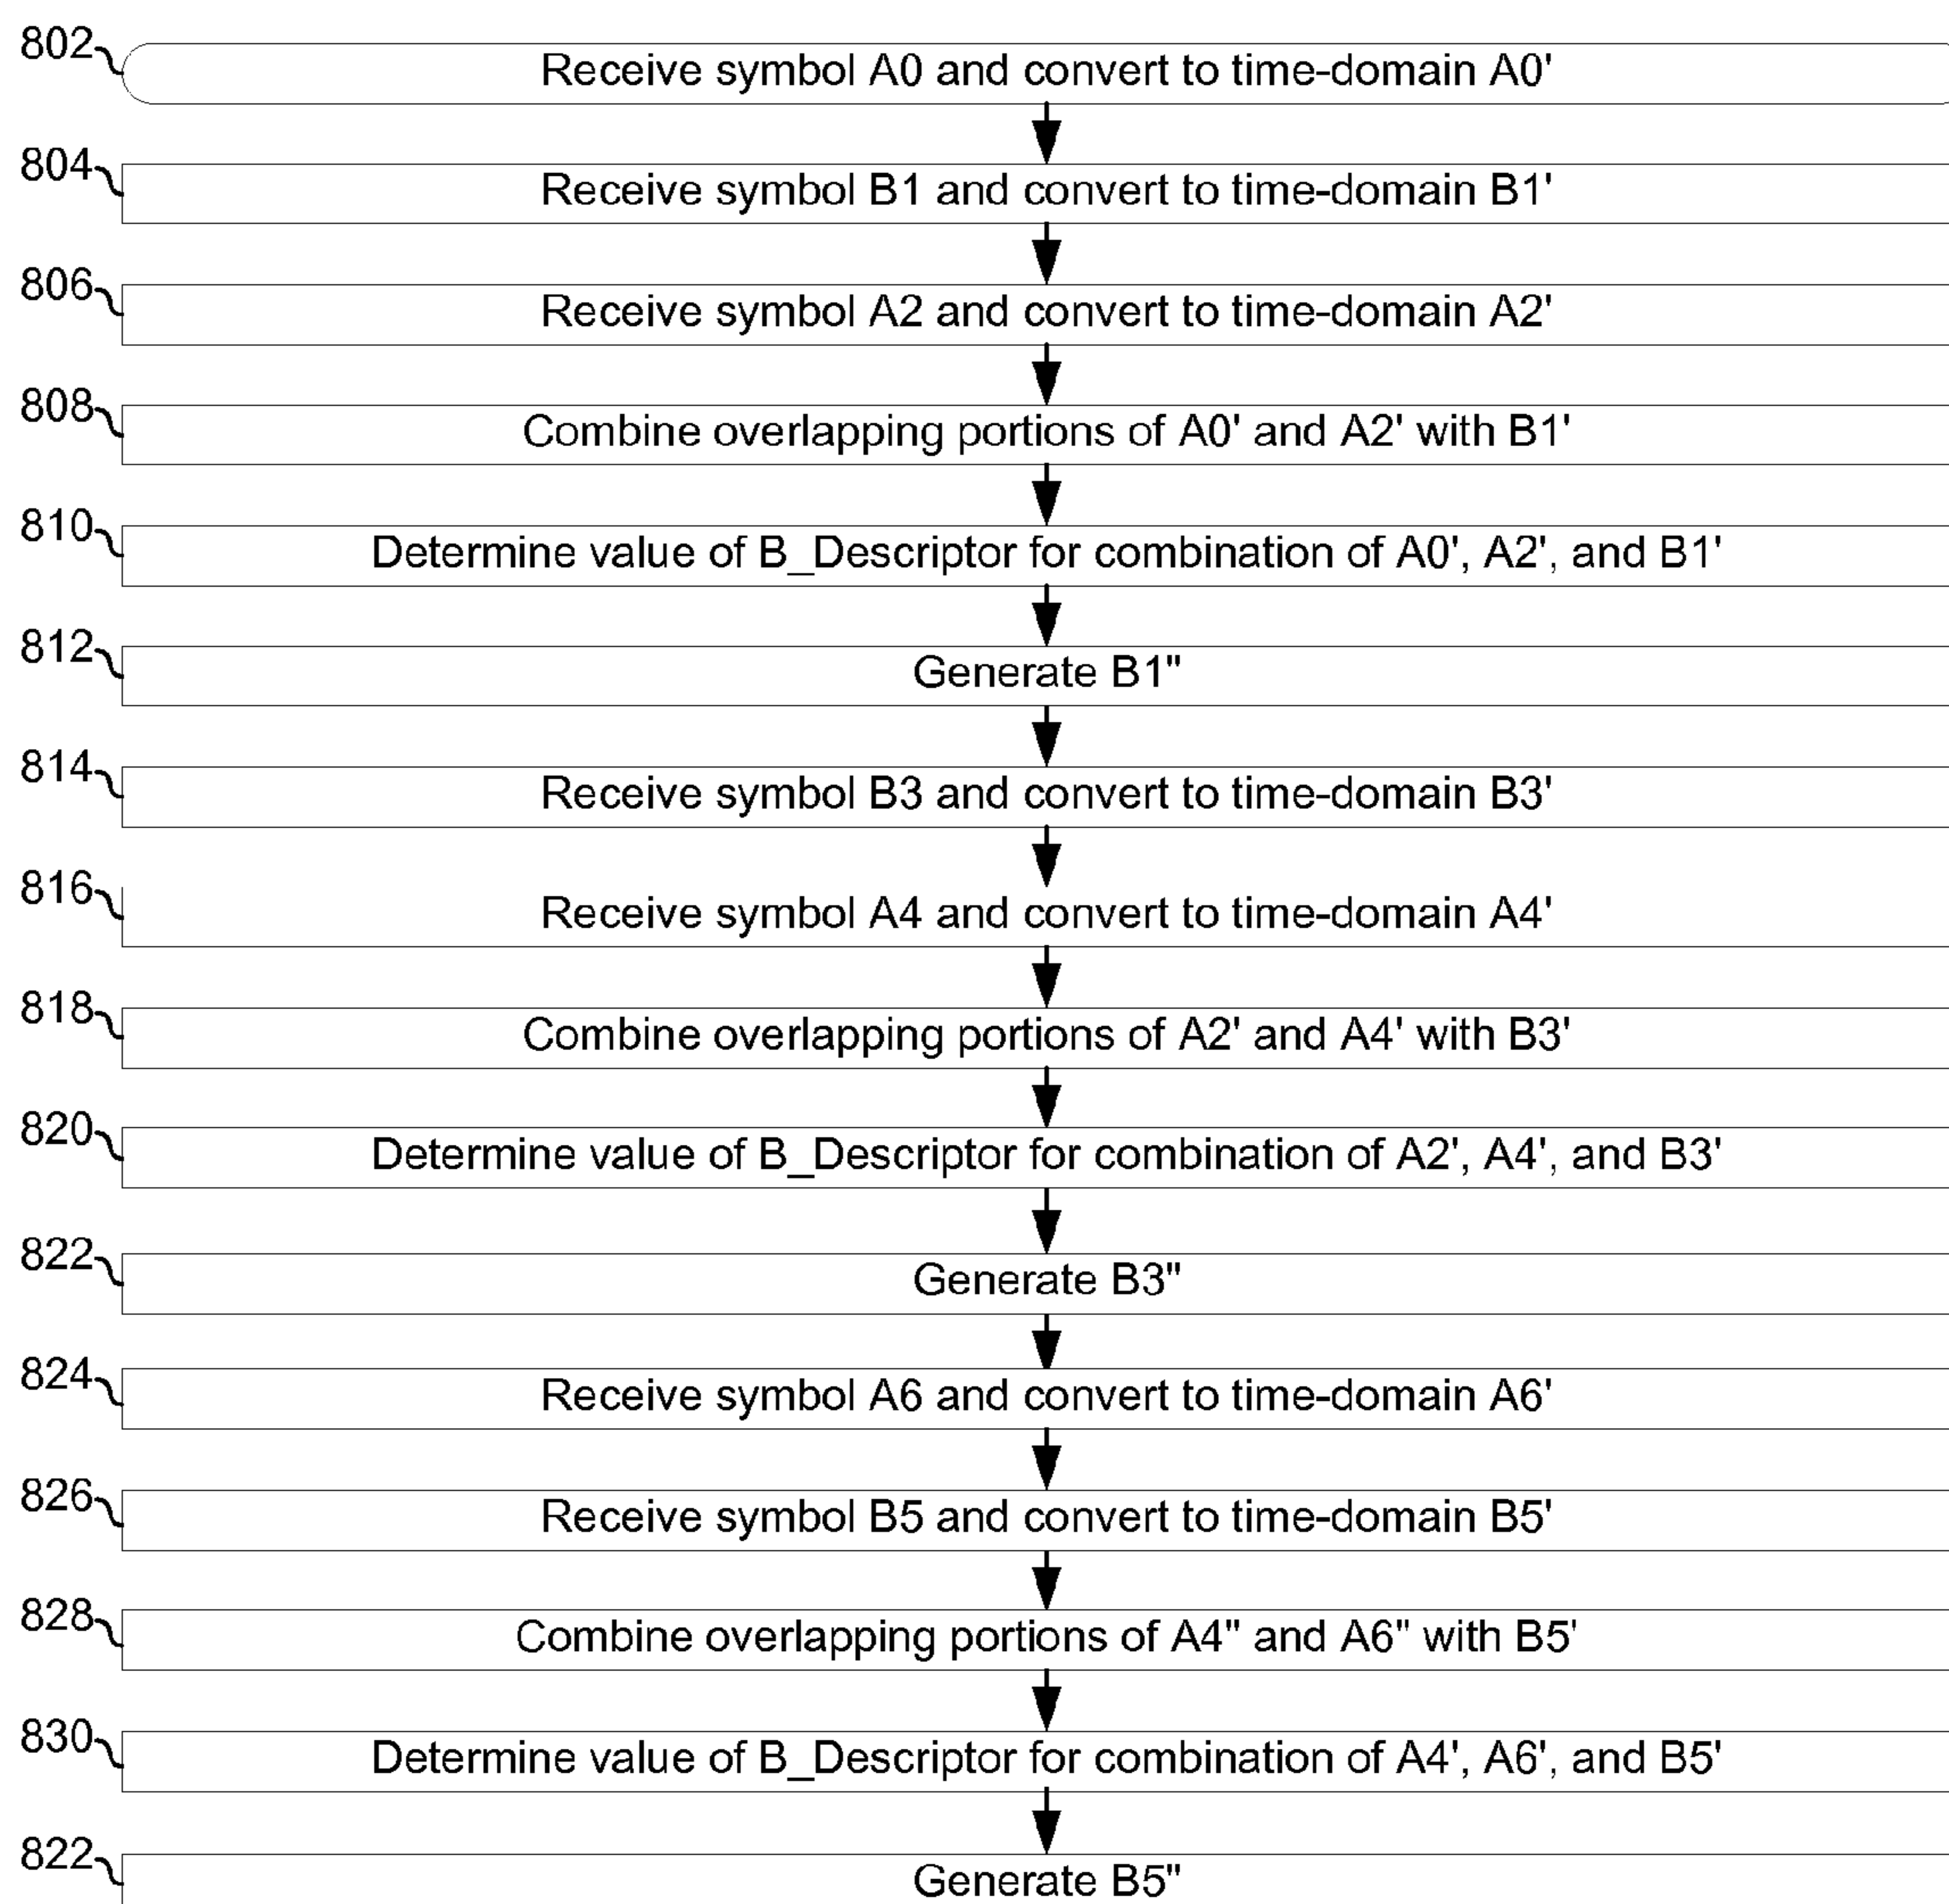 802 Receive symbol A0 and convert to time-domain A0'
804 Receive symbol B1 and convert to time-domain B1'
806 Receive symbol A2 and convert to time-domain A2'
808 Combine overlapping portions of A0' and A2' with B1'
810 Determine value of B_Descriptor for combination of A0', A2', and B1'
812 Generate B1"
814 Receive symbol B3 and convert to time-domain B3'
816 Receive symbol A4 and convert to time-domain A4'
818 Combine overlapping portions of A2' and A4' with B3'
820 Determine value of B_Descriptor for combination of A2', A4', and B3'
822 Generate B3"
824 Receive symbol A6 and convert to time-domain A6'
826 Receive symbol B5 and convert to time-domain B5'
828 Combine overlapping portions of A4" and A6" with B5'
830 Determine value of B_Descriptor for combination of A4', A6', and B5'
822 Generate B5"